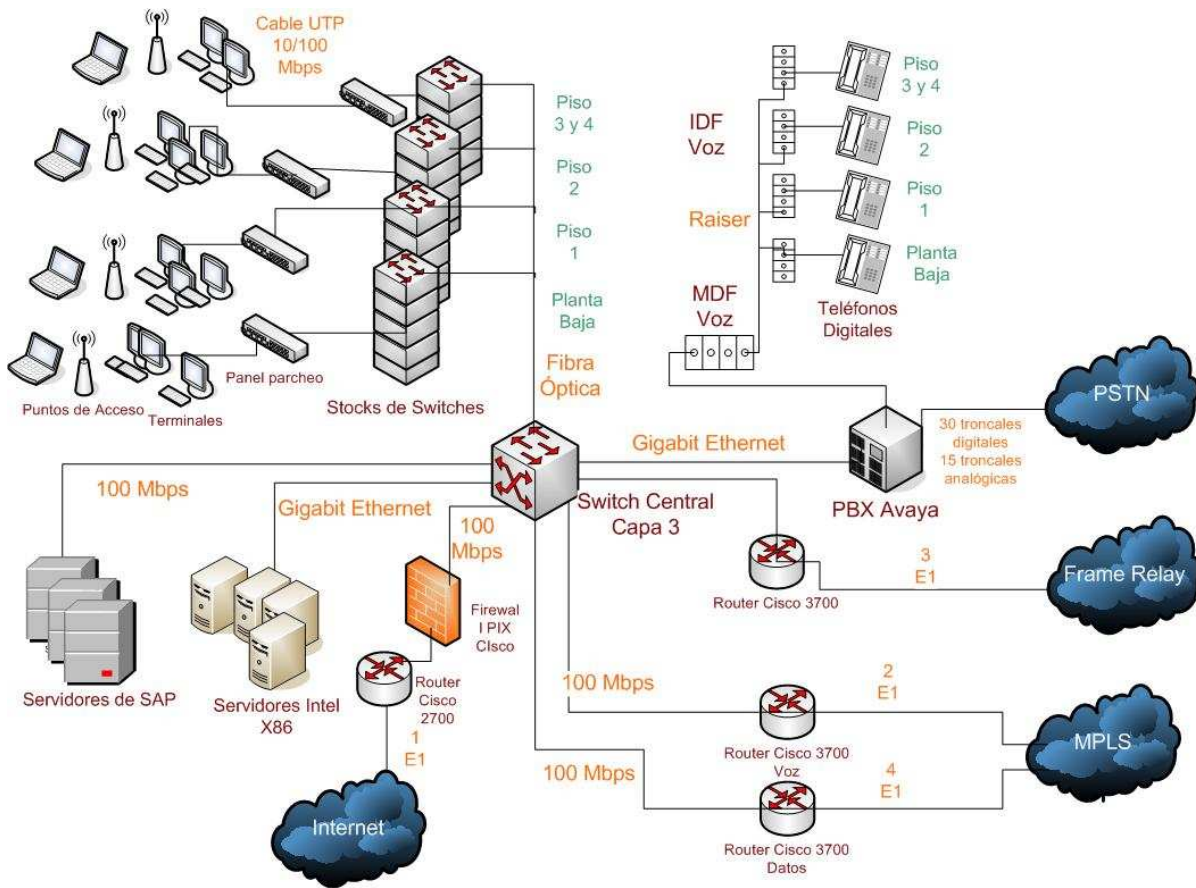 Cable UTP
10/100
Mbps
Piso
3 y 4
Piso
2
Piso
1
Planta
Baja
Fibra
Óptica
Puntos de Acceso
Terminales
Panel parcheo
Stocks de Switches
IDF
Voz
Raiser
MDF
Voz
Piso
3 y 4
Piso
2
Piso
1
Planta
Baja
Teléfonos
Digitales
PSTN
30 troncales
digitales
15 troncales
analógicas
Gigabit Ethernet
PBX Avaya
Switch Central
Capa 3
100 Mbps
Gigabit Ethernet
100
Mbps
Servidores de SAP
Servidores Intel
X86
Firewal
l PIX
CIsco
Router
Cisco
2700
1
E1
Internet
Router Cisco 3700
3
E1
Frame Relay
100 Mbps
Router Cisco 3700
Voz
2
E1
MPLS
100 Mbps
Router Cisco 3700
Datos
4
E1